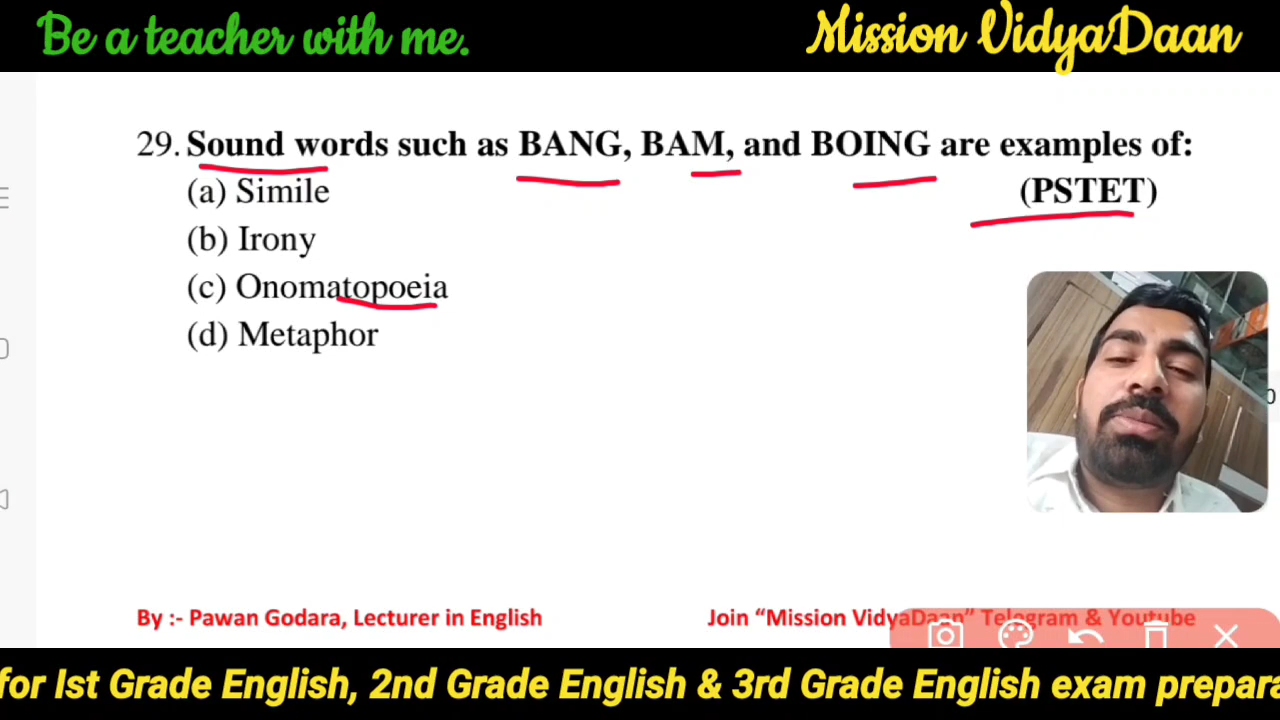 Be a teacher with me.
Mission VidyaDaan
29. Sound words such as BANG, BAM, and BOING are examples of:
(a) Simile
(PSTET)
(b) Irony
(c) Onomatopoeia
(d) Metaphor
By :- Pawan Godara, Lecturer in English
Join “Mission VidyaDaan” Telegram & Youtube
for Ist Grade English, 2nd Grade English & 3rd Grade English exam prepara